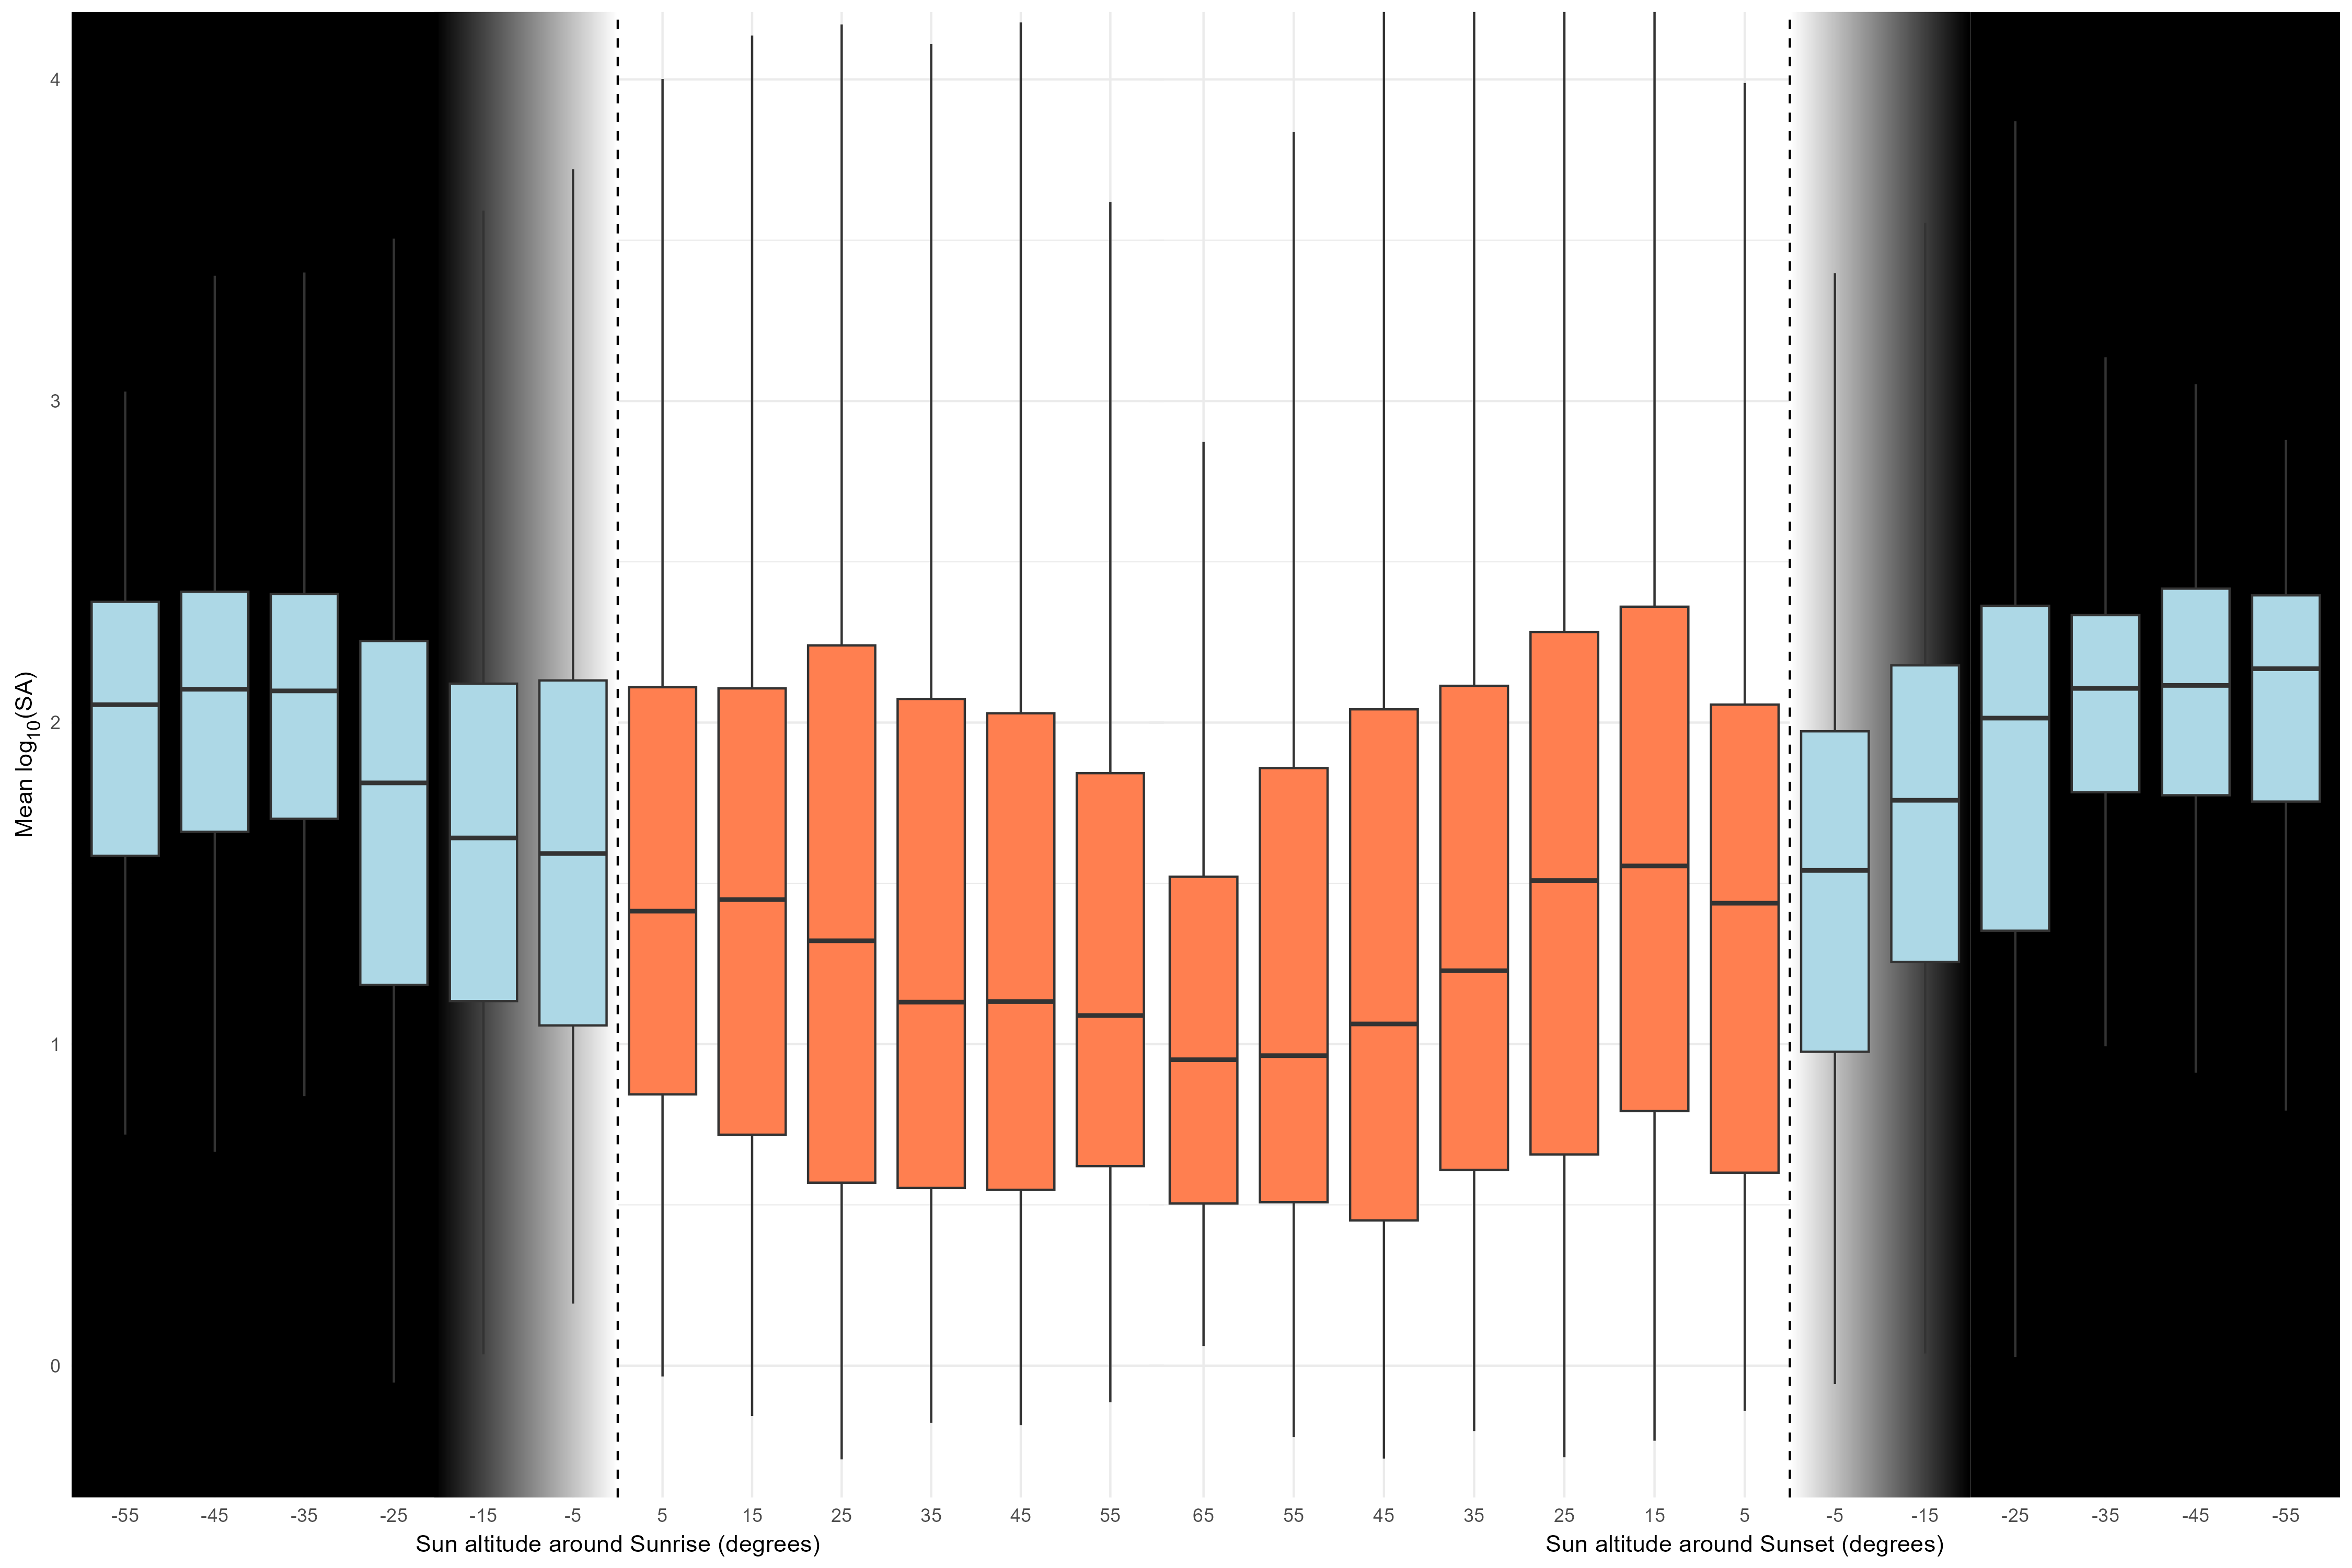 4
3
2
1
0
Mean log10(SA)
-55 -45 -35 -25 -15 -5 5 15 25 35 45 55 65 55 45 35 25 15 5 -5 -15 -25 -35 -45 -55
Sun altitude around Sunrise (degrees) Sun altitude around Sunset (degrees)